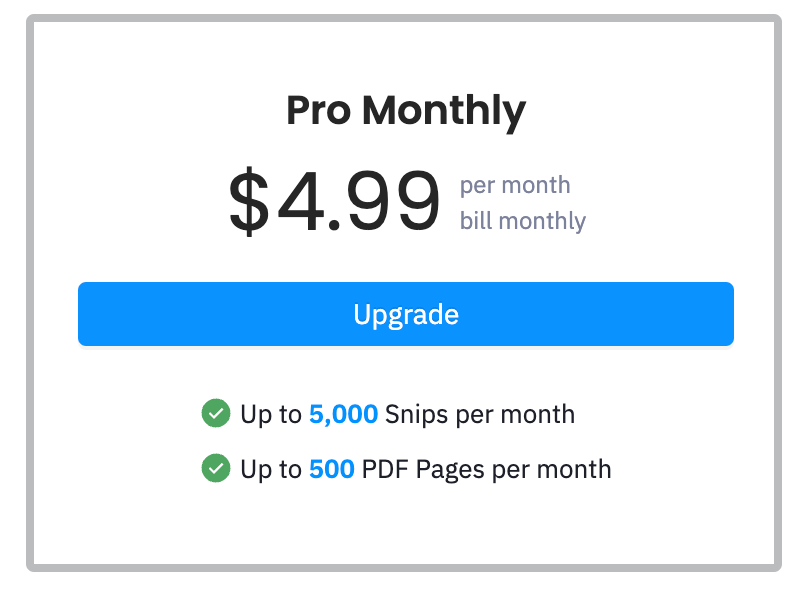 Pro Monthly
$4.99
per month
bill monthly
Upgrade
Up to 5,000 Snips per month
Up to 500 PDF Pages per month